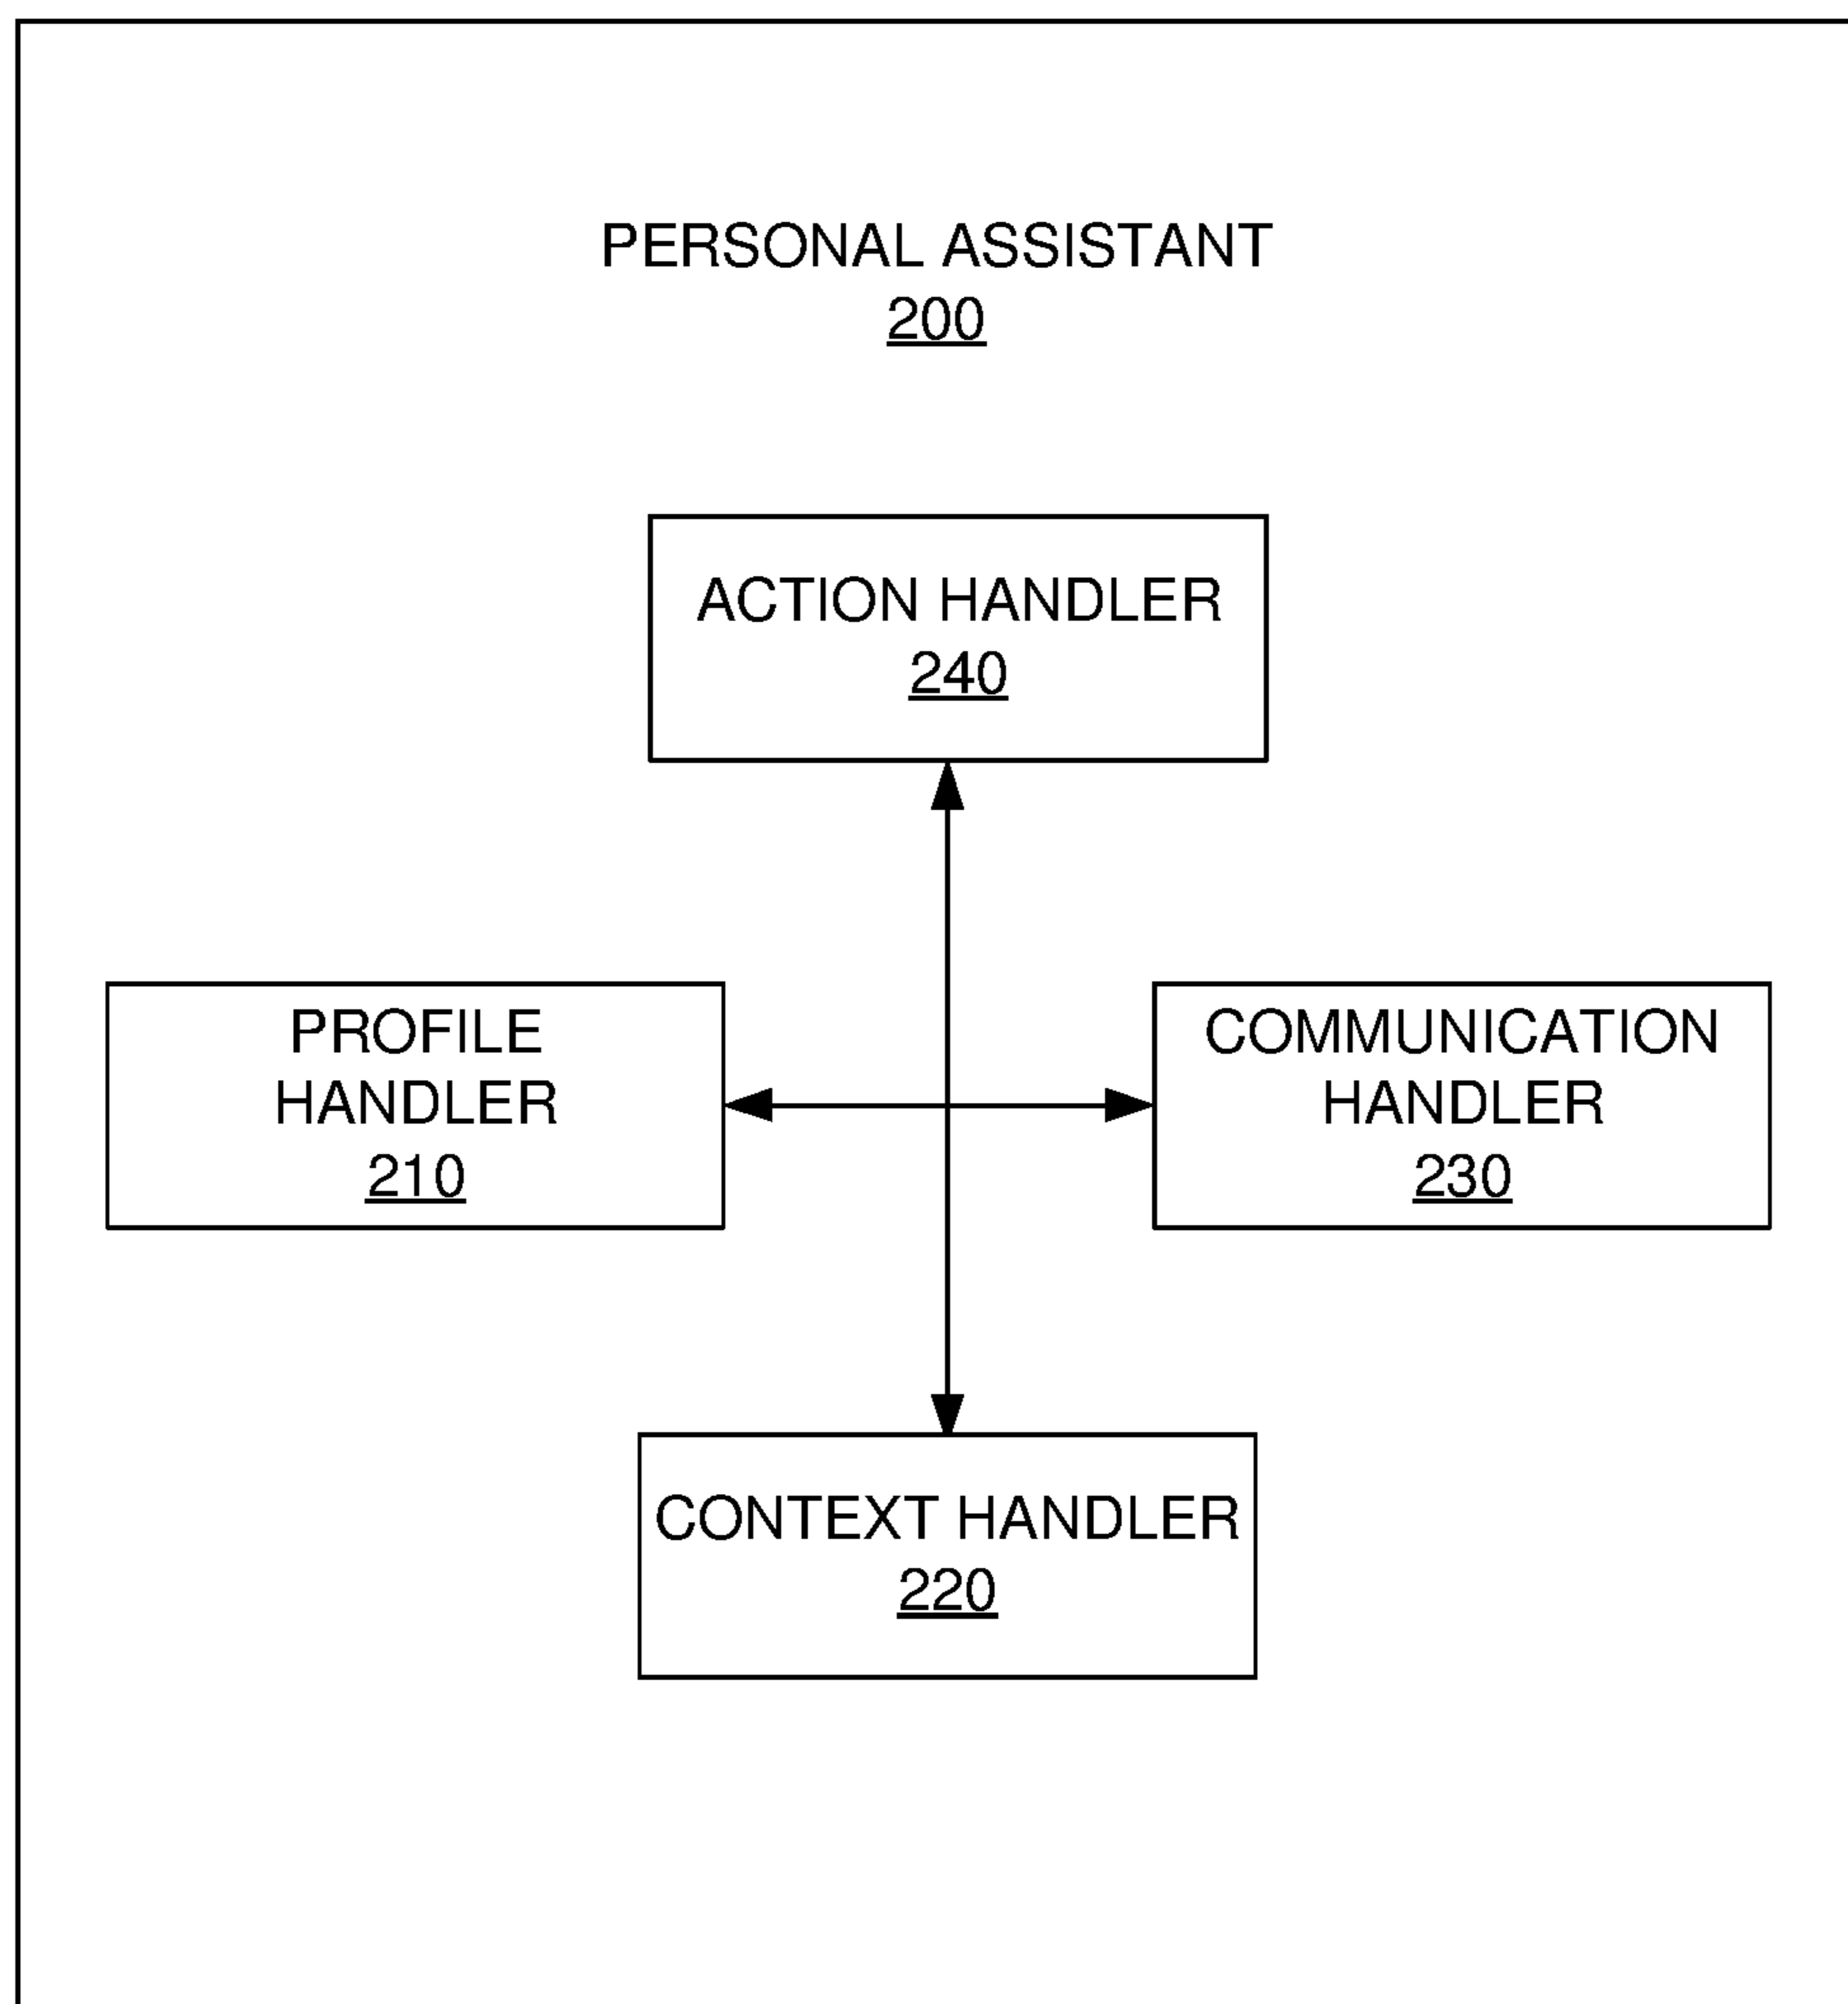 PERSONAL ASSISTANT
200
ACTION HANDLER
240
PROFILE
HANDLER
210
COMMUNICATION
HANDLER
230
CONTEXT HANDLER
220